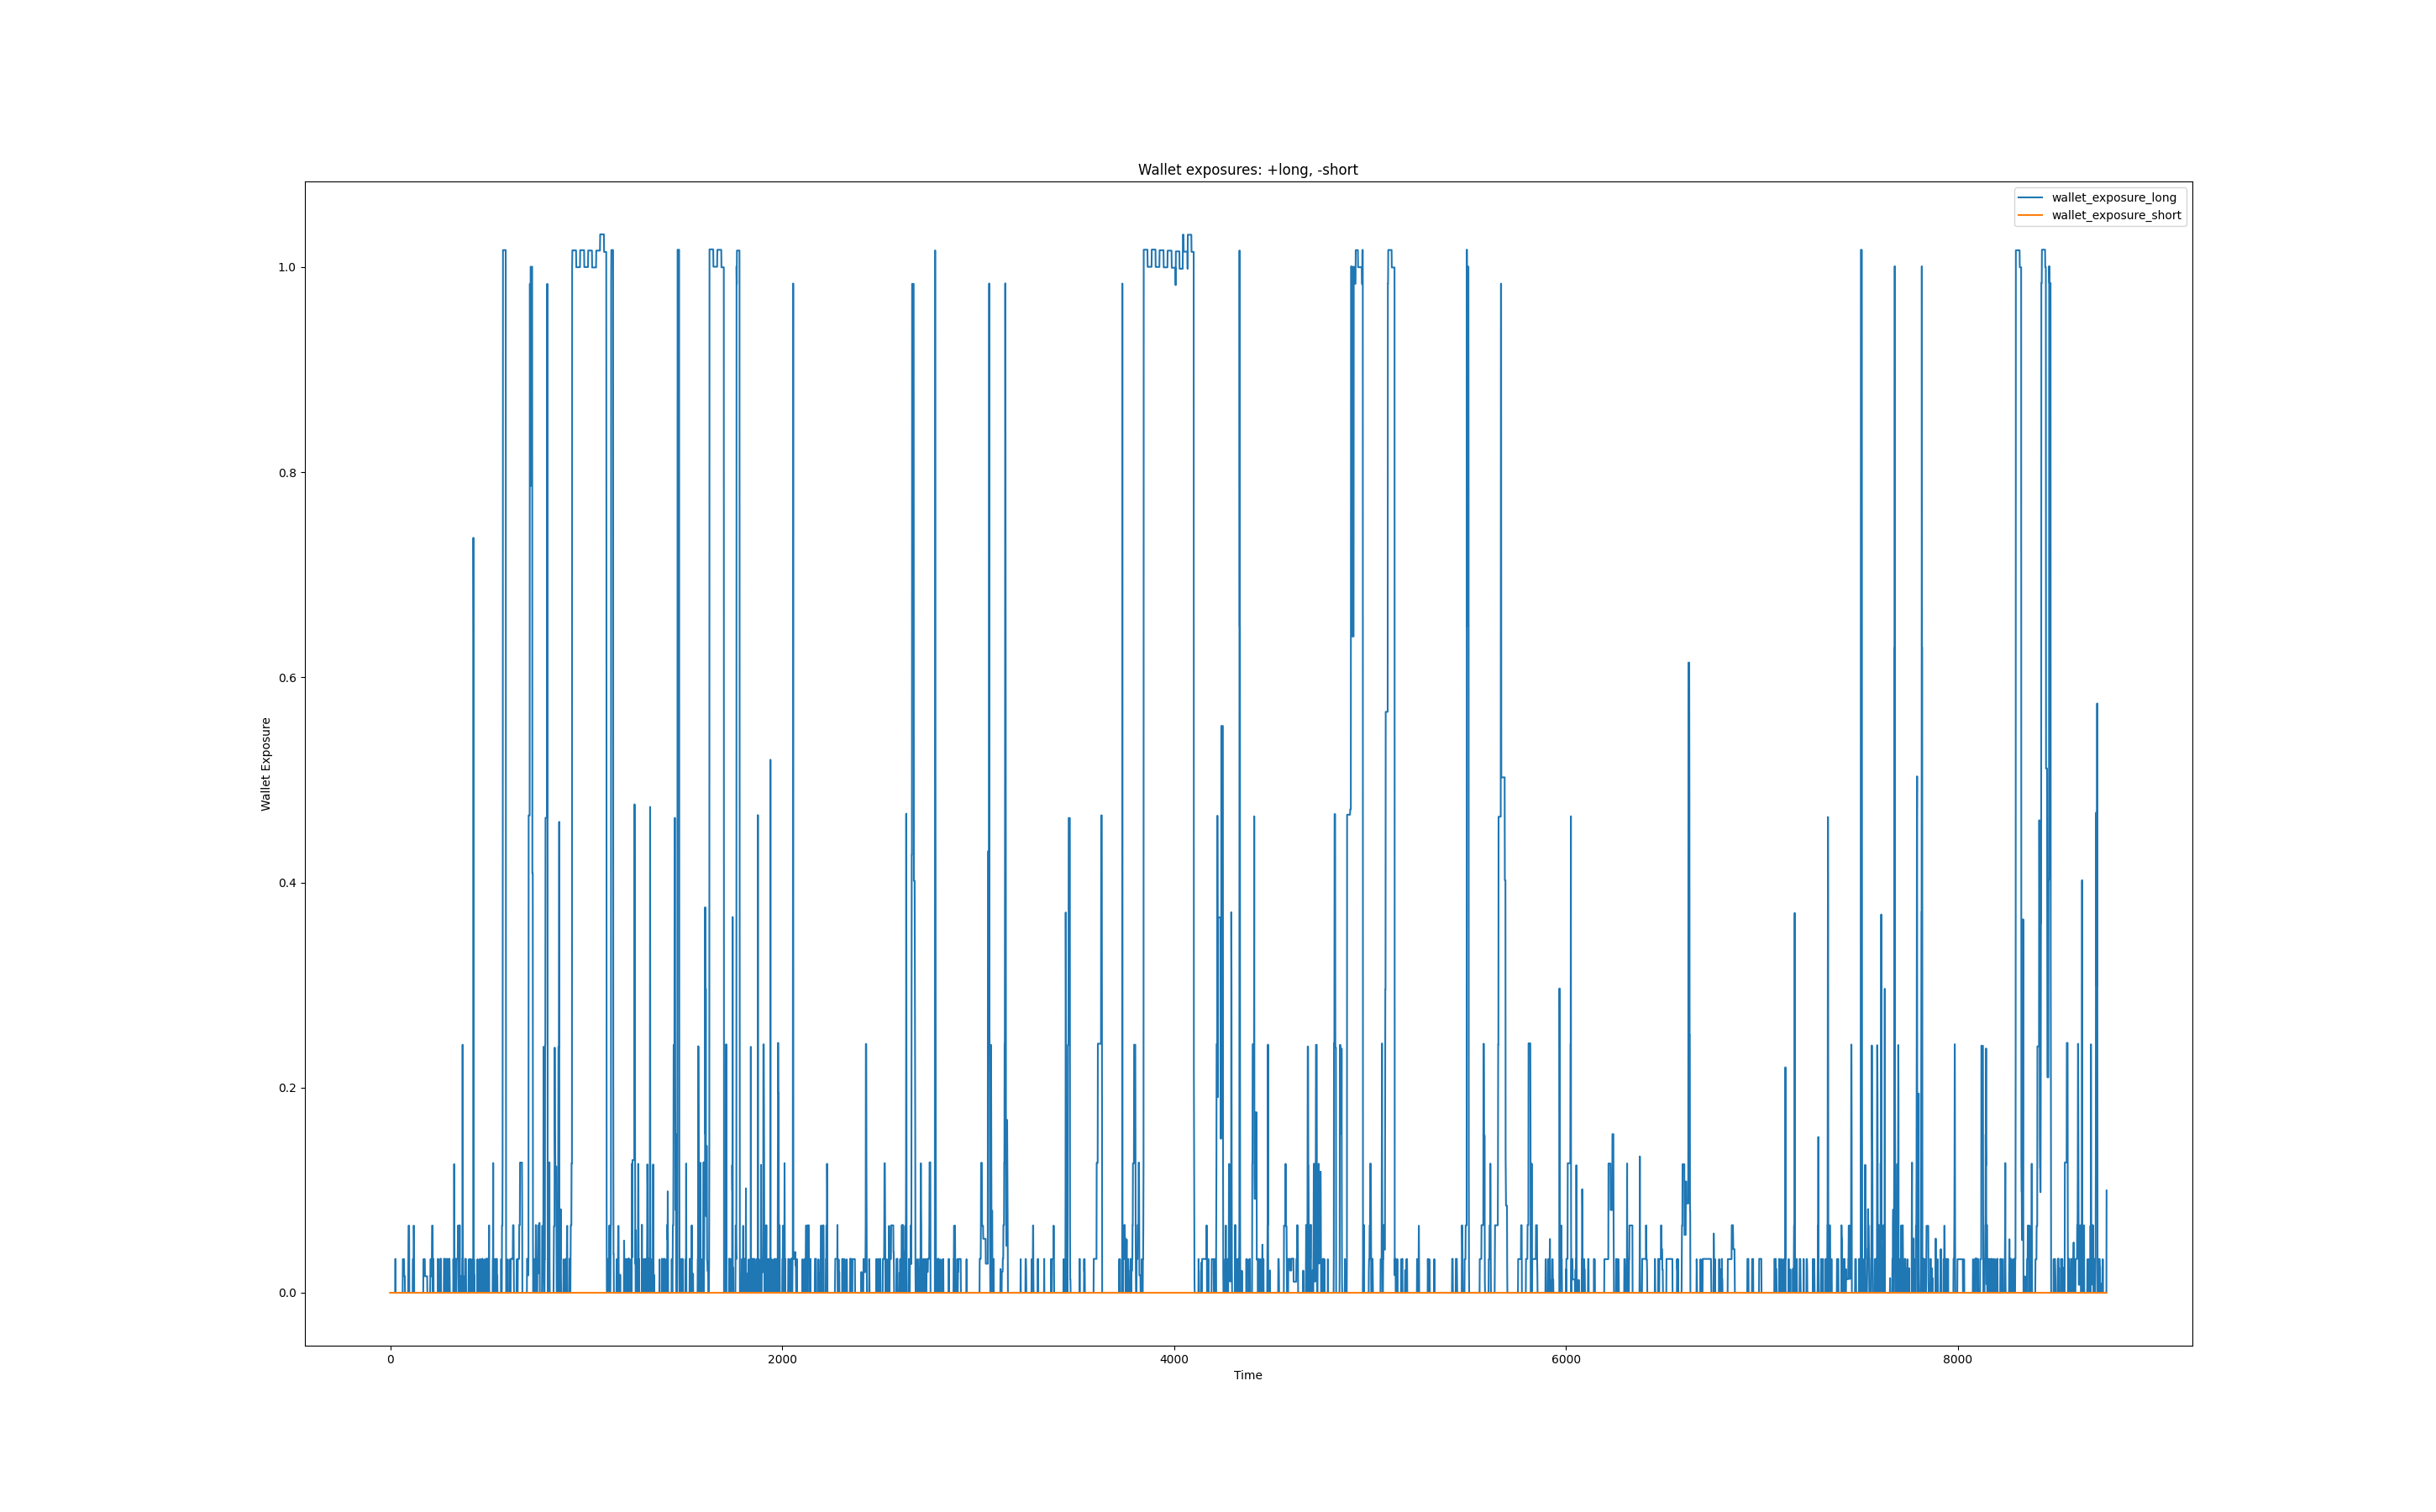 Wallet exposures: +long, -short
wallet_exposure_long
wallet_exposure_short
1.0
0.8
0.6
0.4
0.2
0.0
Wallet Exposure
0 2000 4000 6000 8000
Time